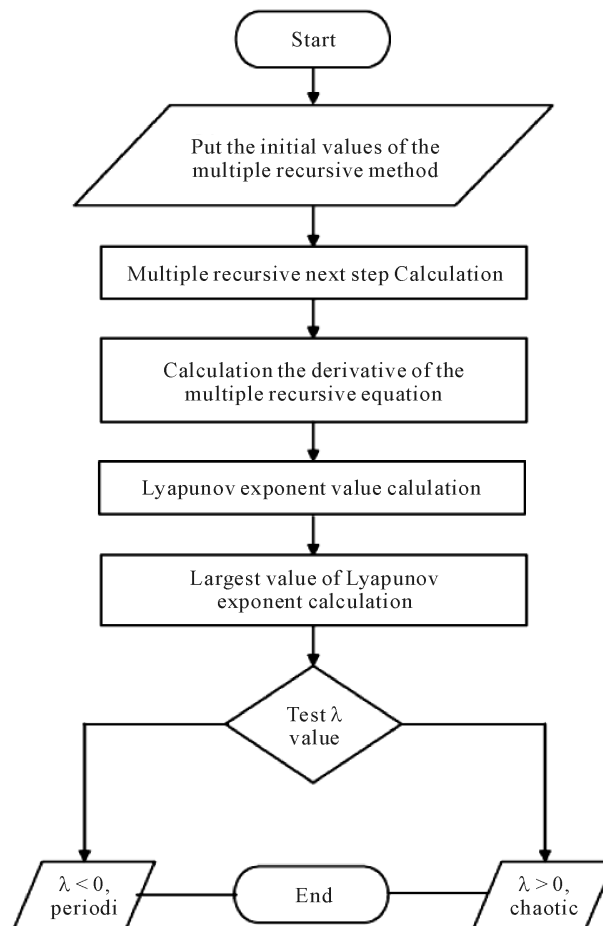 Start
Put the initial values of the
multiple recursive method
Multiple recursive next step Calculation
Calculation the derivative of the
multiple recursive equation
Lyapunov exponent value calulation
Largest value of Lyapunov
exponent calculation
Test λ
value
λ < 0,
periodi
End
λ > 0,
chaotic